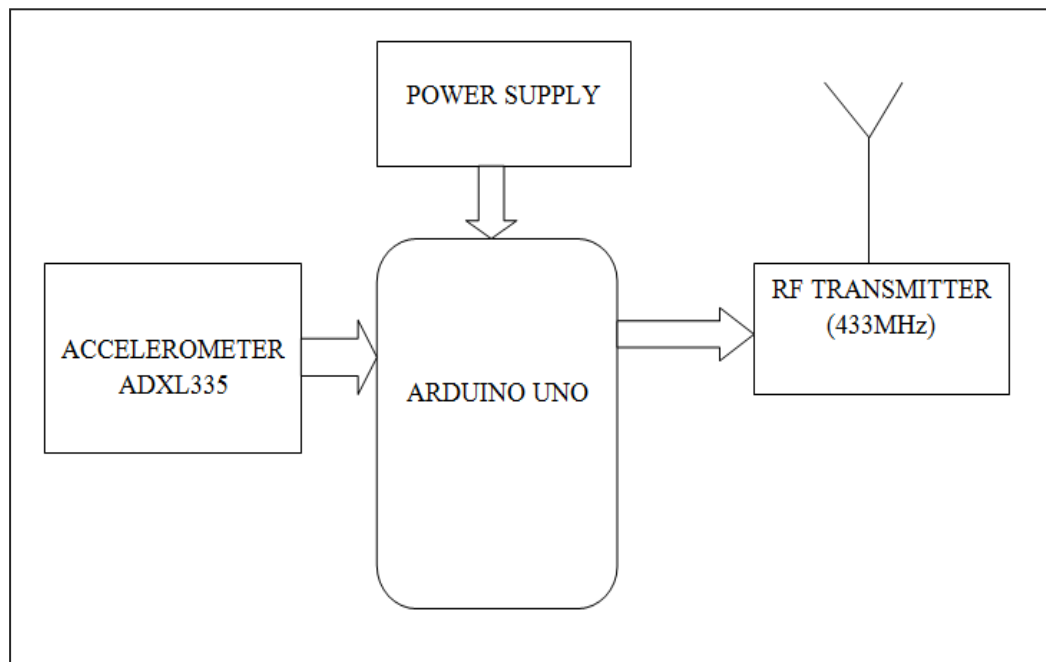 POWER SUPPLY
RF TRANSMITTER
(433MHz)
ACCELEROMETER
ADXL335
ARDUINO UNO